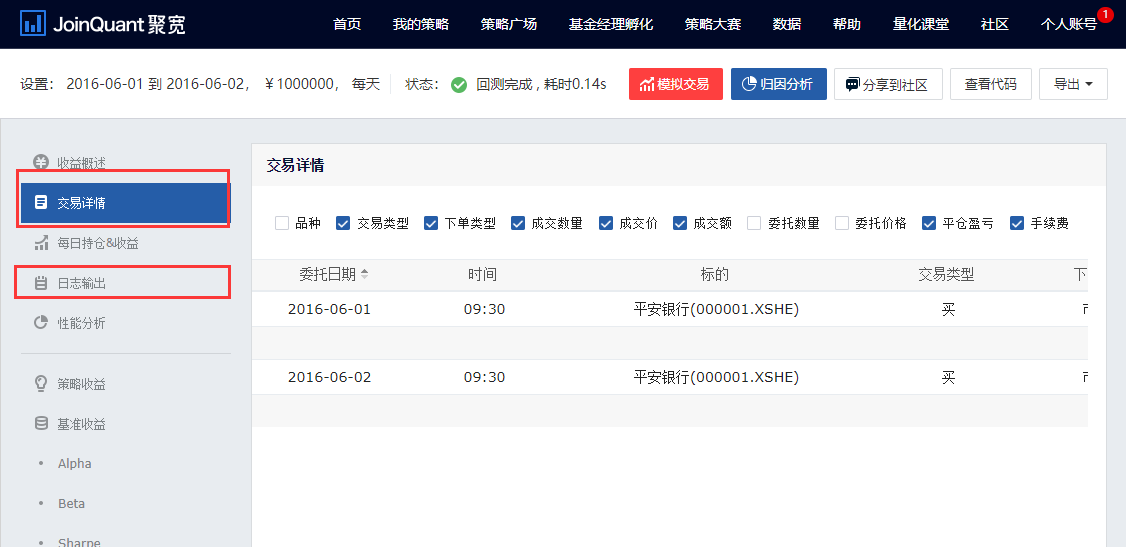 JoinQuant 聚宽 首页 我的策略 策略广场 基金经理孵化 策略大赛 数据 帮助 量化课堂 社区 个人账号 1
设置： 2016-06-01 到 2016-06-02， ￥1000000， 每天 状态： 回测完成 , 耗时0.14s 模拟交易 归因分析 分享到社区 查看代码 导出
收益概述
交易详情
每日持仓&收益
日志输出
性能分析
策略收益
基准收益
• Alpha
• Beta
• Sharpe
交易详情
品种 交易类型 下单类型 成交数量 成交价 成交额 委托数量 委托价格 平仓盈亏 手续费
委托日期 时间 标的 交易类型 下
2016-06-01 09:30 平安银行(000001.XSHE) 买
2016-06-02 09:30 平安银行(000001.XSHE) 买